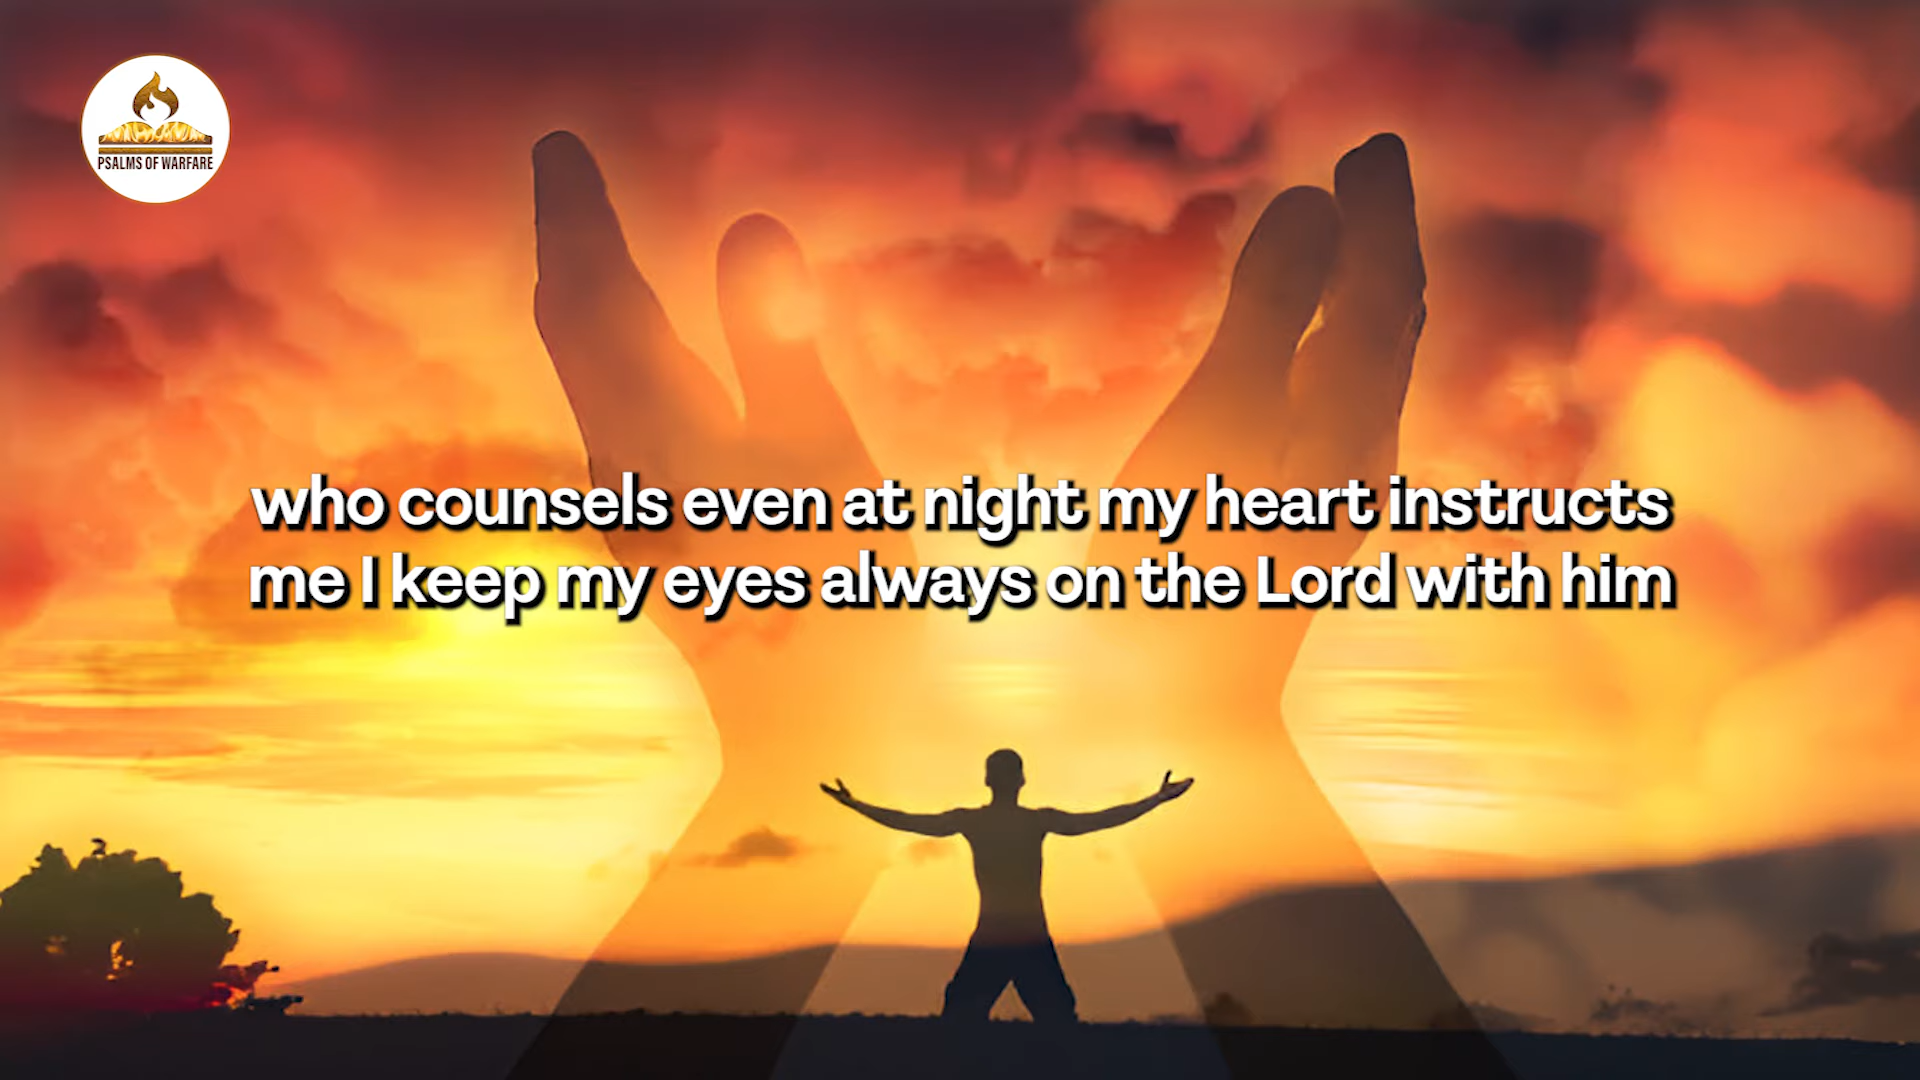 PSALMS OF WARFARE
who counsels even at night my heart instructs
me I keep my eyes always on the Lord with him